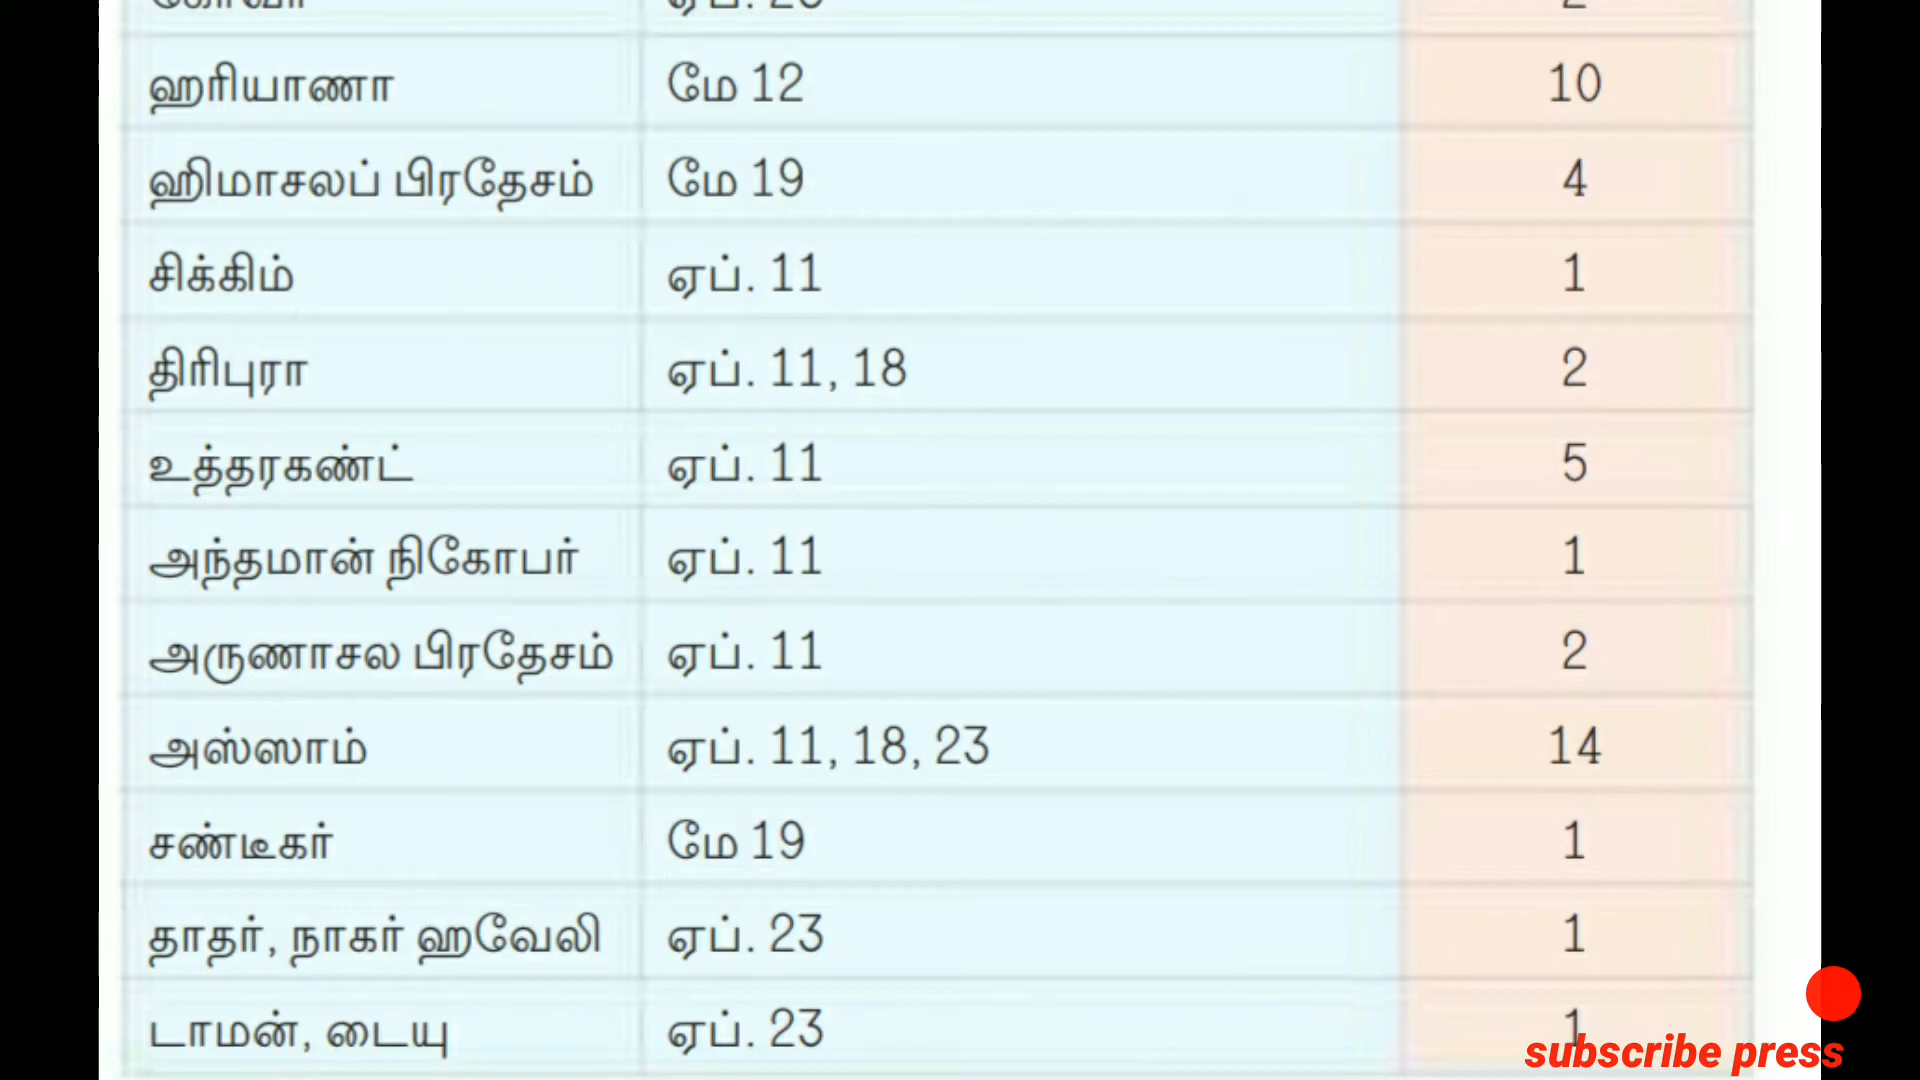 ஹரியாணா மே 12 10
ஹிமாசலப் பிரதேசம் மே 19 4
சிக்கிம் ஏப். 11 1
திரிபுரா ஏப். 11, 18 2
உத்தரகண்ட் ஏப். 11 5
அந்தமான் நிகோபர் ஏப். 11 1
அருணாசல பிரதேசம் ஏப். 11 2
அஸ்ஸாம் ஏப். 11, 18, 23 14
சண்டீகர் மே 19 1
தாதர், நாகர் ஹவேலி ஏப். 23 1
டாமன், டையு ஏப். 23 1
subscribe press